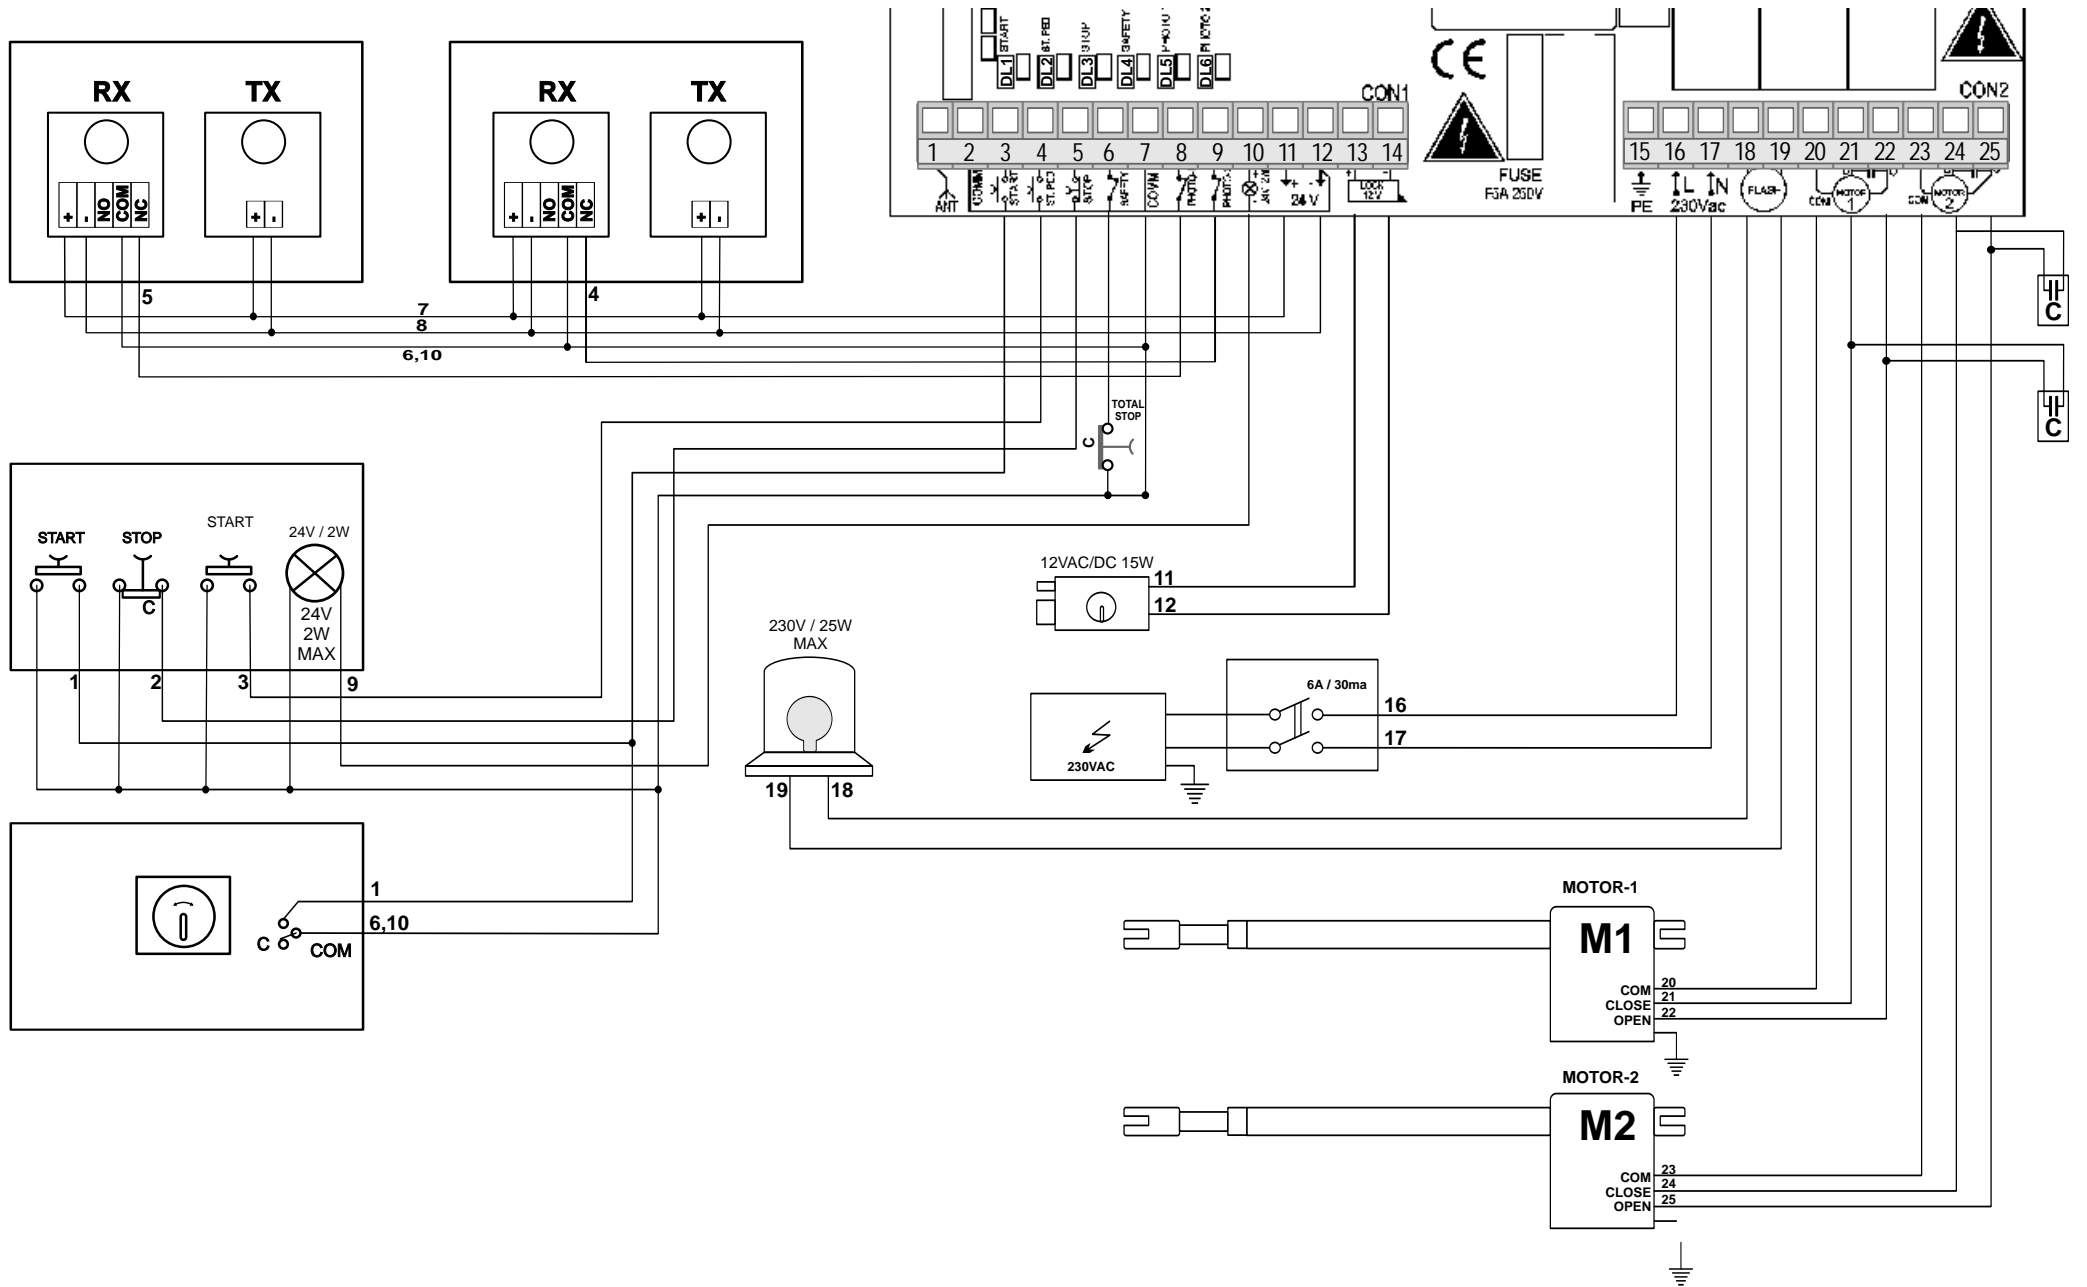 RX TX
+ - NO COM NC + -
5
RX TX
+ - NO COM NC + -
4
7
8
6,10
DL1 DL2 DL3 DL4 DL5 DL6
START ST. PED STOP SAFETY
CON1
1 2 3 4 5 6 7 8 9 10 11 12 13 14
ANT COMM START ST. PED STOP SAFETY COMM + - 24 V + - LOCK 12V
CE
FUSE
F5A 250V
CON2
15 16 17 18 19 20 21 22 23 24 25
PE L N FLASH MOTOR 1 MOTOR 2
230Vac
C
C
TOTAL
STOP
C
START STOP START 24V / 2W
C
24V
2W
MAX
1 2 3 9
12VAC/DC 15W
11
12
230V / 25W
MAX
19 18
6A / 30ma
16
17
230VAC
1
6,10
C COM
MOTOR-1
M1
COM 20
CLOSE 21
OPEN 22
MOTOR-2
M2
COM 23
CLOSE 24
OPEN 25